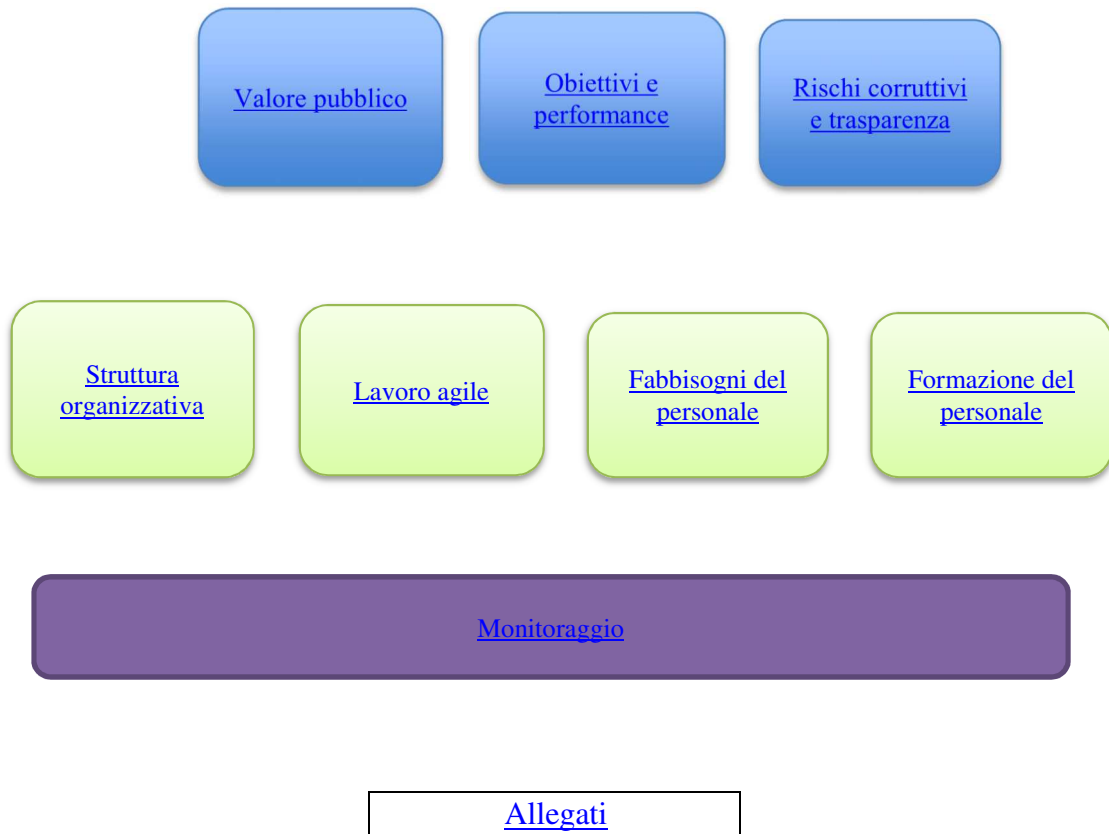 Valore pubblico
Obiettivi e
performance
Rischi corruttivi
e trasparenza
Struttura
organizzativa
Lavoro agile
Fabbisogni del
personale
Formazione del
personale
Monitoraggio
Allegati